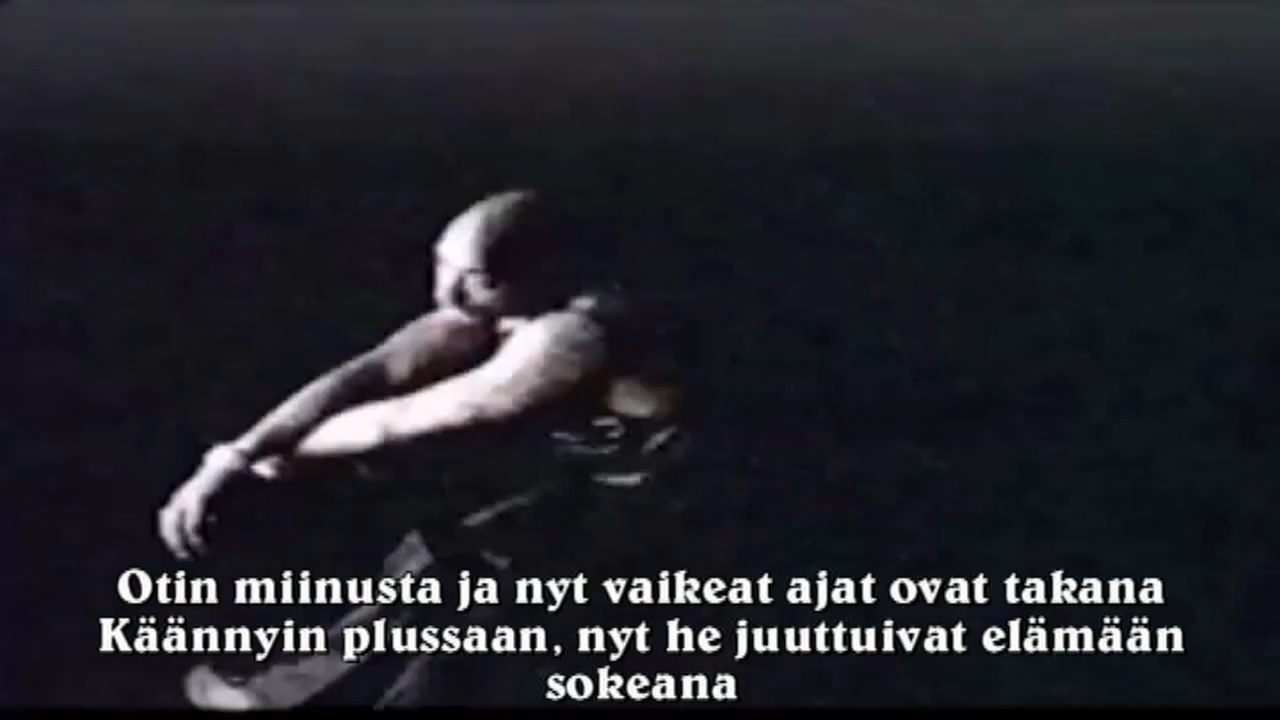 Otin miinusta ja nyt vaikeat ajat ovat takana
Käännyin plussaan, nyt he juuttuivat elämään
sokeana